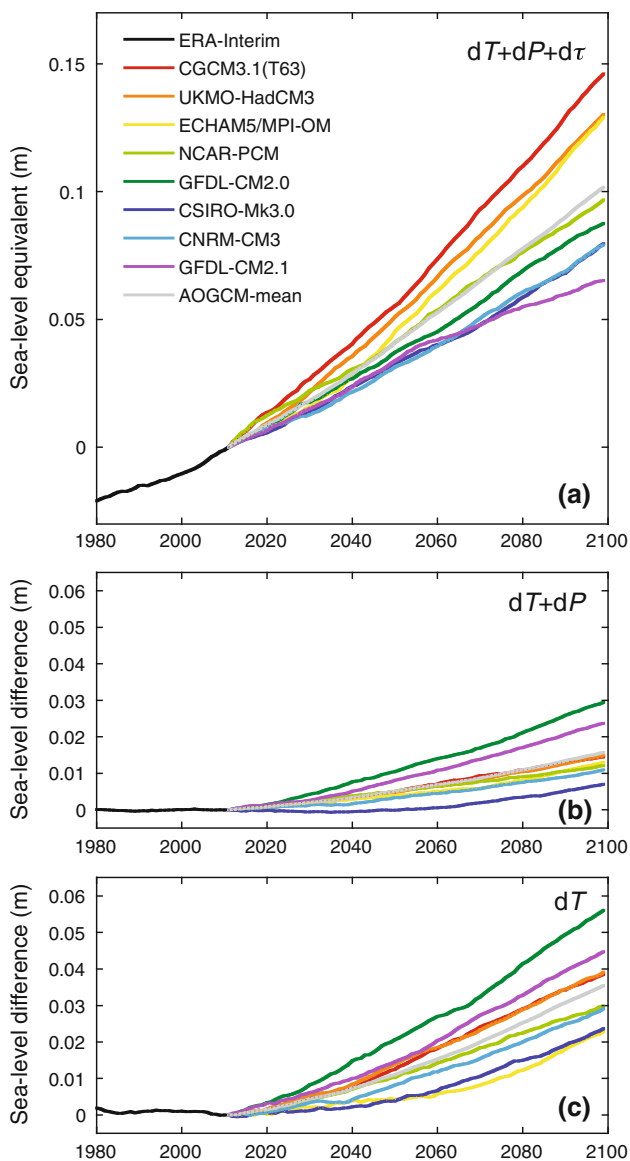 dT+dP+dτ
ERA-Interim
CGCM3.1(T63)
UKMO-HadCM3
ECHAM5/MPI-OM
NCAR-PCM
GFDL-CM2.0
CSIRO-Mk3.0
CNRM-CM3
GFDL-CM2.1
AOGCM-mean
Sea-level equivalent (m)
0.15
0.1
0.05
0
(a)
1980 2000 2020 2040 2060 2080 2100
dT+dP
Sea-level difference (m)
0.06
0.05
0.04
0.03
0.02
0.01
0
(b)
1980 2000 2020 2040 2060 2080 2100
dT
Sea-level difference (m)
0.06
0.05
0.04
0.03
0.02
0.01
0
(c)
1980 2000 2020 2040 2060 2080 2100